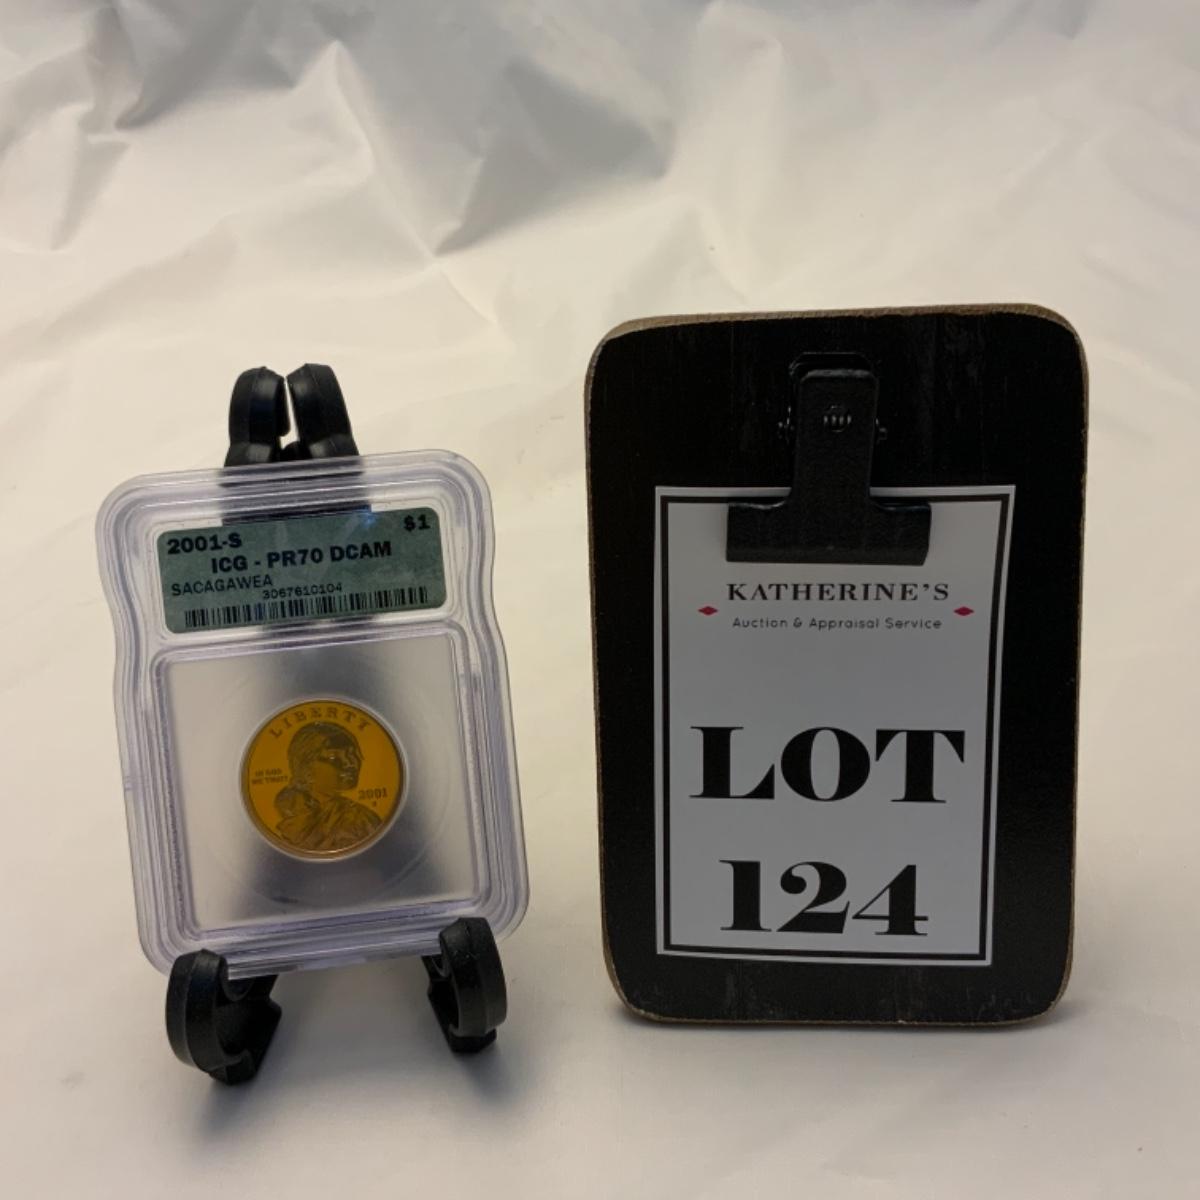 2001-S $1
ICG - PR70 DCAM
SACAGAWEA
3067610104
LIBERTY
IN GOD
WE TRUST
2001
S
KATHERINE'S
Auction & Appraisal Service
LOT
124